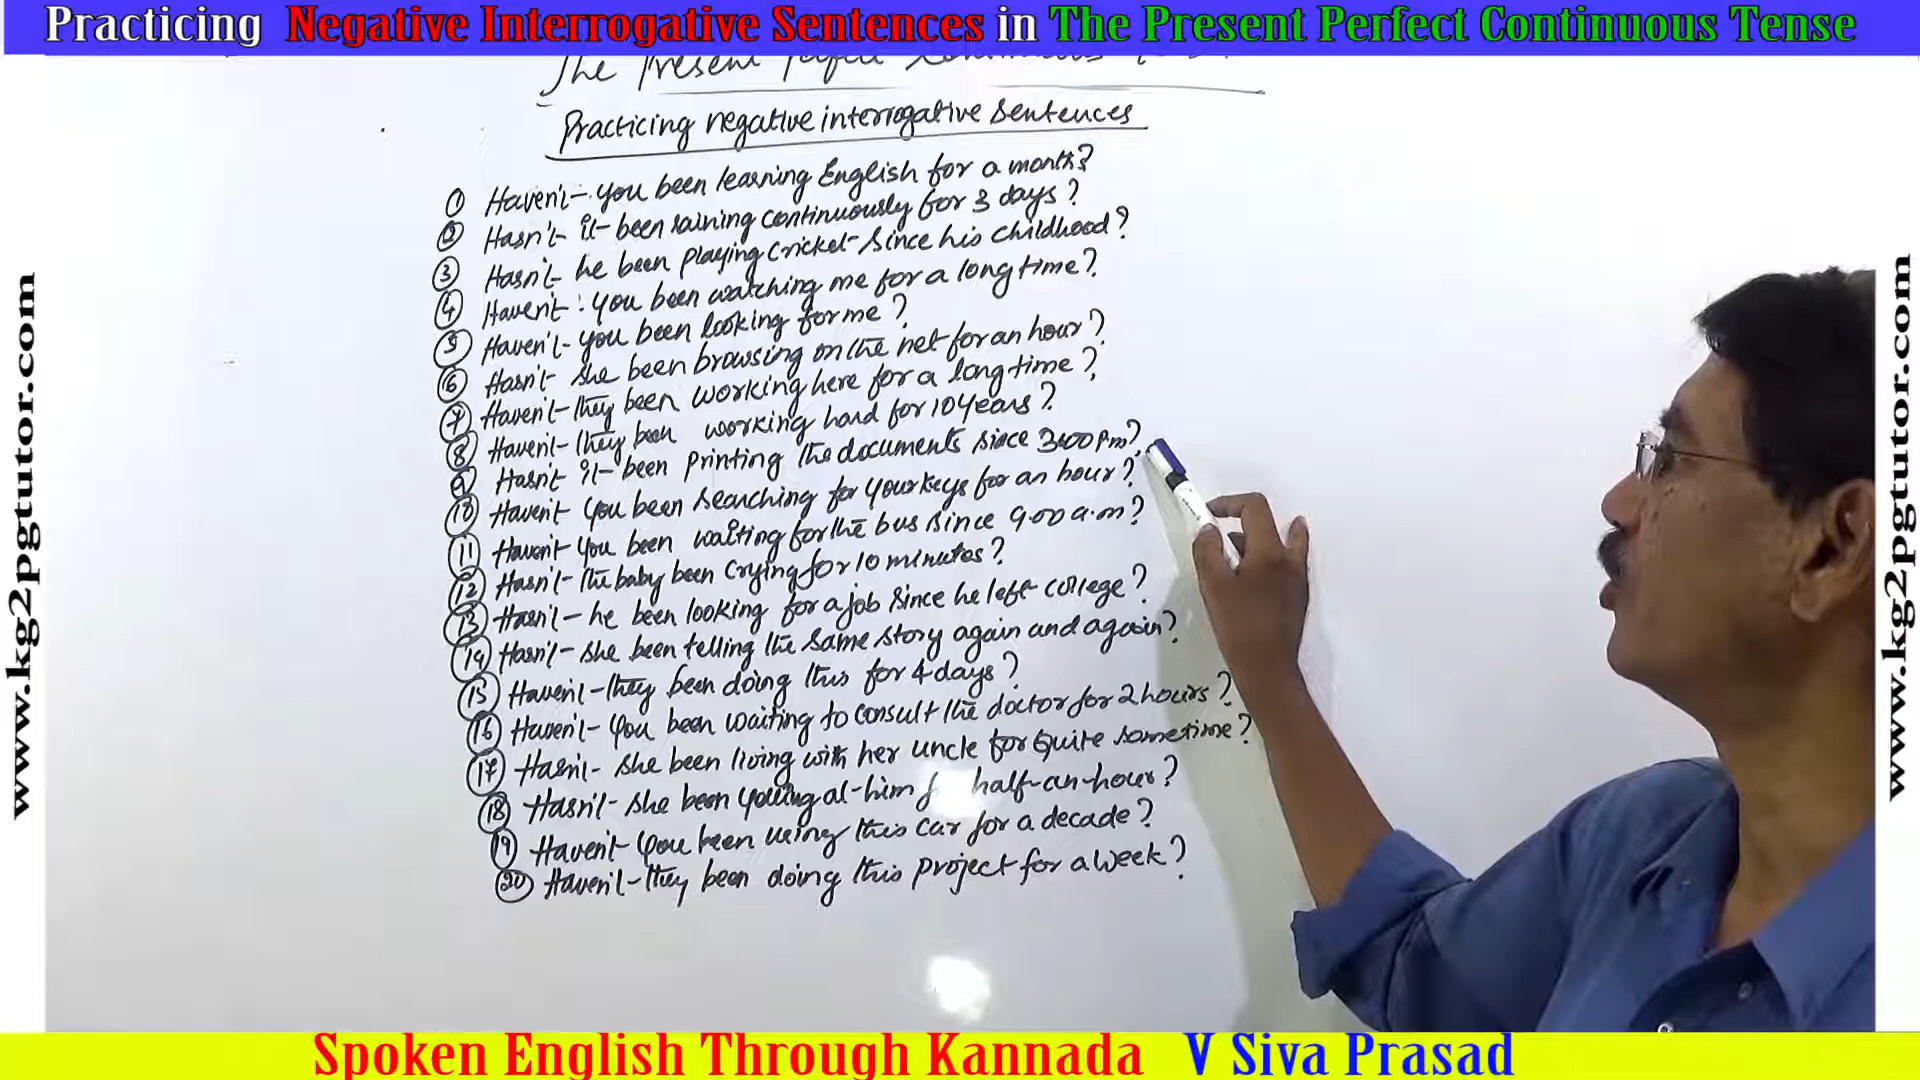 Practicing Negative Interrogative Sentences in The Present Perfect Continuous Tense
The Present Perfect Continuous
Practicing negative interrogative sentences
① Haven't you been learning English for a month?
② Hasn't it been raining continuously for 3 days?
③ Hasn't he been playing cricket since his childhood?
④ Haven't you been watching me for a long time?
⑤ Haven't you been looking for me?
⑥ Hasn't she been browsing on the net for an hour?
⑦ Haven't they been working here for a long time?
⑧ Haven't they been working hard for 10 years?
⑨ Hasn't it been printing the documents since 3:00 Pm?
⑩ Haven't you been searching for your keys for an hour?
⑪ Haven't you been waiting for the bus since 9:00 a.m?
⑫ Hasn't the baby been crying for 10 minutes?
⑬ Hasn't he been looking for a job since he left college?
⑭ Hasn't she been telling the same story again and again?
⑮ Haven't they been doing this for 4 days?
⑯ Haven't you been waiting to consult the doctor for 2 hours?
⑰ Hasn't she been living with her uncle for quite sometime?
⑱ Hasn't she been at him half-an-hour?
⑲ Haven't you been using this car for a decade?
⑳ Haven't they been doing this project for a week?
www.kg2pgtutor.com
www.kg2pgtutor.com
Spoken English Through Kannada V Siva Prasad